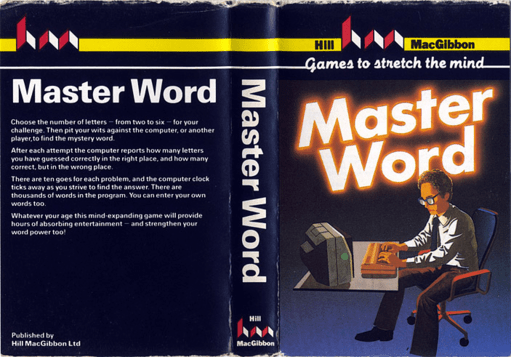 Master Word
Choose the number of letters – from two to six – for your
challenge. Then pit your wits against the computer, or another
player, to find the mystery word.
After each attempt the computer reports how many letters
you have guessed correctly in the right place, and how many
correct, but in the wrong place.
There are ten goes for each problem, and the computer clock
ticks away as you strive to find the answer. There are
thousands of words in the program. You can enter your own
words too.
Whatever your age this mind-expanding game will provide
hours of absorbing entertainment – and strengthen your
word power too!
Published by
Hill MacGibbon Ltd
Master Word
Hill
hm
MacGibbon
Hill hm MacGibbon
Games to stretch the mind
Master
Word